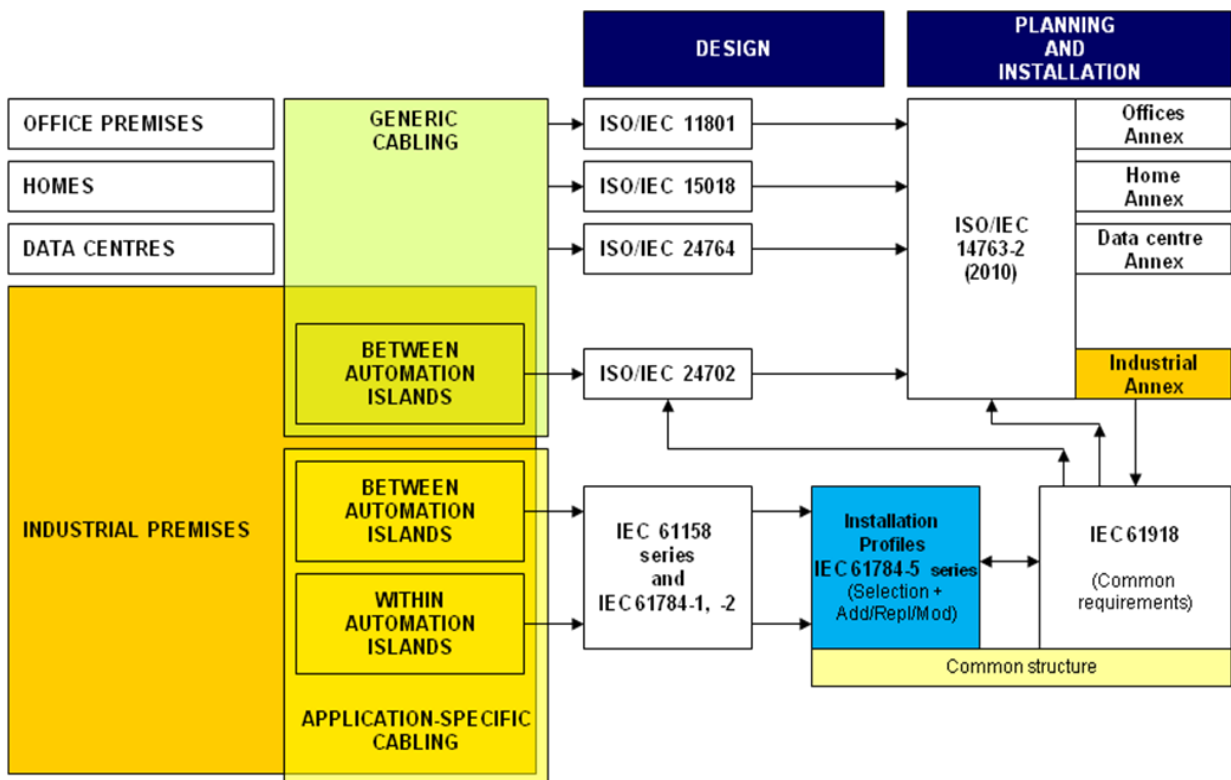 DESIGN
PLANNING
AND
INSTALLATION
OFFICE PREMISES
HOMES
DATA CENTRES
GENERIC
CABLING
ISO/IEC 11801
ISO/IEC 15018
ISO/IEC 24764
ISO/IEC
14763-2
(2010)
Offices
Annex
Home
Annex
Data centre
Annex
BETWEEN
AUTOMATION
ISLANDS
ISO/IEC 24702
Industrial
Annex
INDUSTRIAL PREMISES
BETWEEN
AUTOMATION
ISLANDS
WITHIN
AUTOMATION
ISLANDS
APPLICATION-SPECIFIC
CABLING
IEC 61158
series
and
IEC 61784-1, -2
Installation
Profiles
IEC 61784-5 series
(Selection +
Add/Repl/Mod)
IEC 61918
(Common
requirements)
Common structure